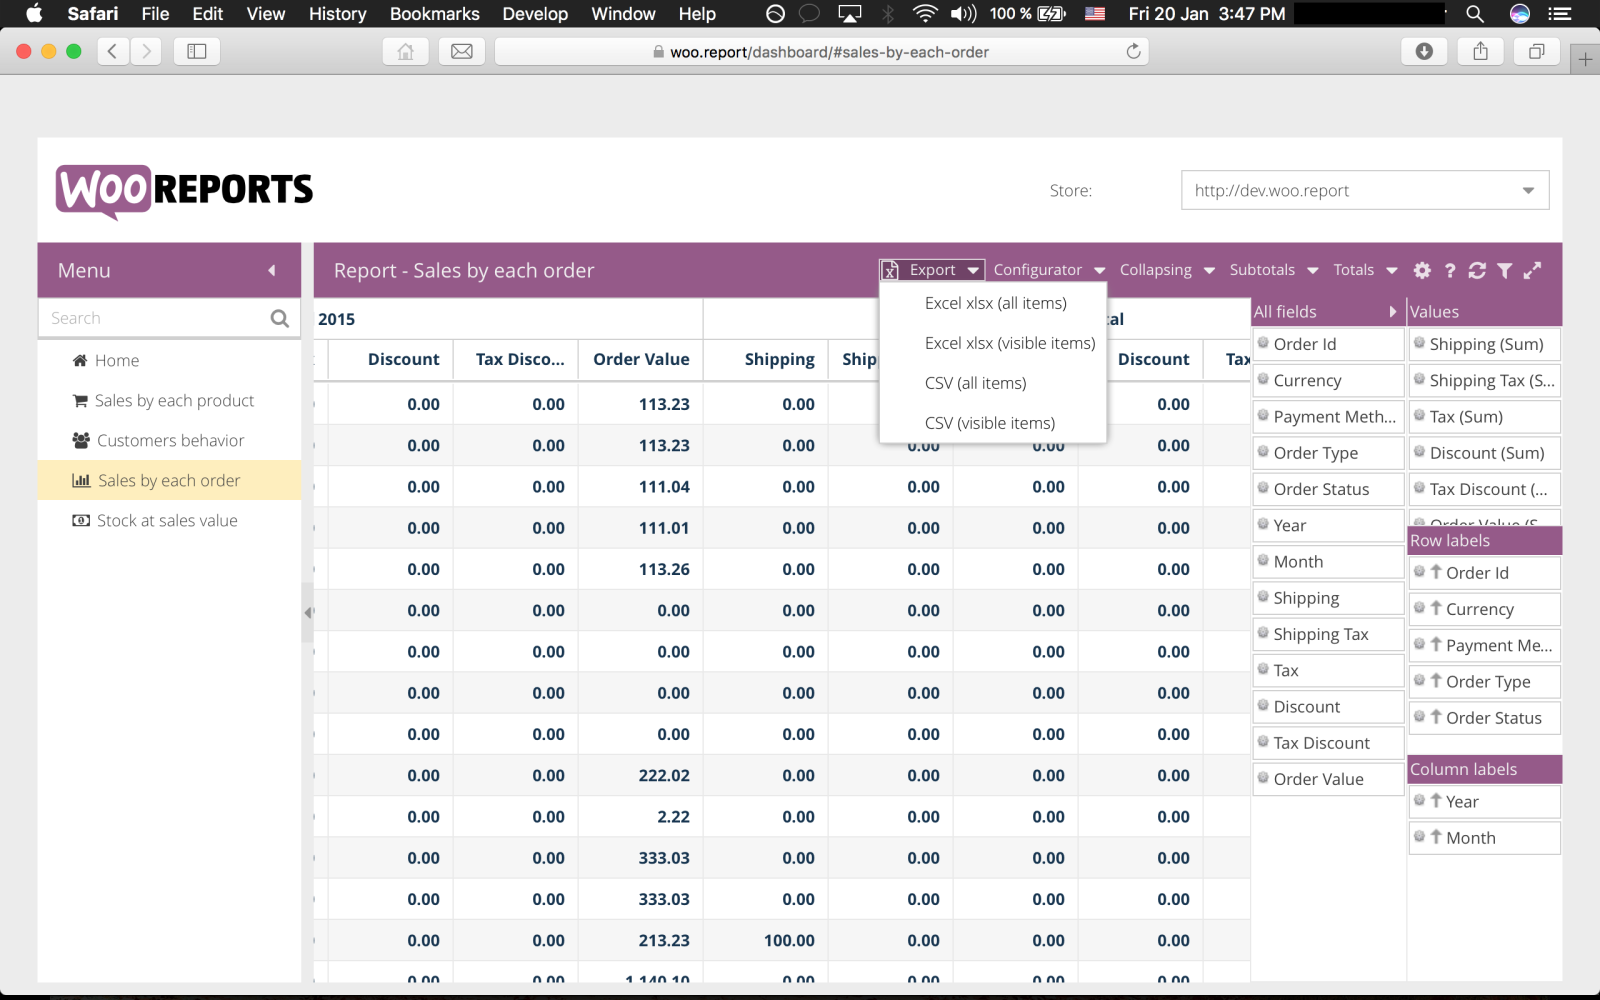 Safari File Edit View History Bookmarks Develop Window Help 100 % Fri 20 Jan 3:47 PM
woo.report/dashboard/#sales-by-each-order
WOO REPORTS
Store: http://dev.woo.report
Menu
Search
Home
Sales by each product
Customers behavior
Sales by each order
Stock at sales value
Report - Sales by each order
Export Configurator Collapsing Subtotals Totals ?
Excel xlsx (all items)
Excel xlsx (visible items)
CSV (all items)
CSV (visible items)
2015
Discount Tax Disco... Order Value Shipping Discount
0.00 0.00 113.23 0.00 0.00
0.00 0.00 113.23 0.00 0.00 0.00 0.00
0.00 0.00 111.04 0.00 0.00 0.00 0.00
0.00 0.00 111.01 0.00 0.00 0.00 0.00
0.00 0.00 113.26 0.00 0.00 0.00 0.00
0.00 0.00 0.00 0.00 0.00 0.00 0.00
0.00 0.00 0.00 0.00 0.00 0.00 0.00
0.00 0.00 0.00 0.00 0.00 0.00 0.00
0.00 0.00 0.00 0.00 0.00 0.00 0.00
0.00 0.00 222.02 0.00 0.00 0.00 0.00
0.00 0.00 2.22 0.00 0.00 0.00 0.00
0.00 0.00 333.03 0.00 0.00 0.00 0.00
0.00 0.00 333.03 0.00 0.00 0.00 0.00
0.00 0.00 213.23 100.00 0.00 0.00 0.00
0.00 0.00 1,140.10 0.00 0.00 0.00 0.00
All fields
Order Id
Currency
Payment Meth...
Order Type
Order Status
Year
Month
Shipping
Shipping Tax
Tax
Discount
Tax Discount
Order Value
Values
Shipping (Sum)
Shipping Tax (S...
Tax (Sum)
Discount (Sum)
Tax Discount (...
Order Value (S...
Row labels
Order Id
Currency
Payment Me...
Order Type
Order Status
Column labels
Year
Month